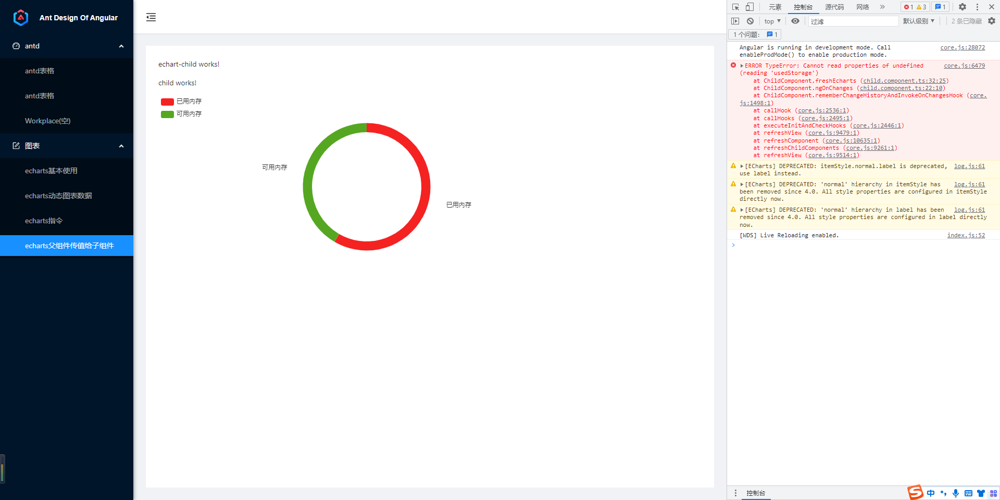 Ant Design Of Angular
antd
antd表格
antd表格
Workplace(空)
图表
echarts基本使用
echarts动态图表数据
echarts指令
echarts父组件传值给子组件
echart-child works!
child works!
已用内存
可用内存
可用内存
已用内存
元素 控制台 源代码 网络 » 1 3 1
top 过滤 默认级别 2 条已隐藏
1 个问题: 1
Angular is running in development mode. Call core.js:28072
enableProdMode() to enable production mode.
ERROR TypeError: Cannot read properties of undefined core.js:6479
(reading 'usedStorage')
at ChildComponent.freshEcharts (child.component.ts:32:25)
at ChildComponent.ngOnChanges (child.component.ts:22:10)
at ChildComponent.rememberChangeHistoryAndInvokeOnChangesHook (core.
js:1498:1)
at callHook (core.js:2536:1)
at callHooks (core.js:2495:1)
at executeInitAndCheckHooks (core.js:2446:1)
at refreshView (core.js:9479:1)
at refreshComponent (core.js:10635:1)
at refreshChildComponents (core.js:9261:1)
at refreshView (core.js:9514:1)
[ECharts] DEPRECATED: itemStyle.normal.label is deprecated, log.js:61
use label instead.
[ECharts] DEPRECATED: 'normal' hierarchy in itemStyle has log.js:61
been removed since 4.0. All style properties are configured in itemStyle
directly now.
[ECharts] DEPRECATED: 'normal' hierarchy in label has been log.js:61
removed since 4.0. All style properties are configured in label directly
now.
[WDS] Live Reloading enabled. index.js:52
控制台
中